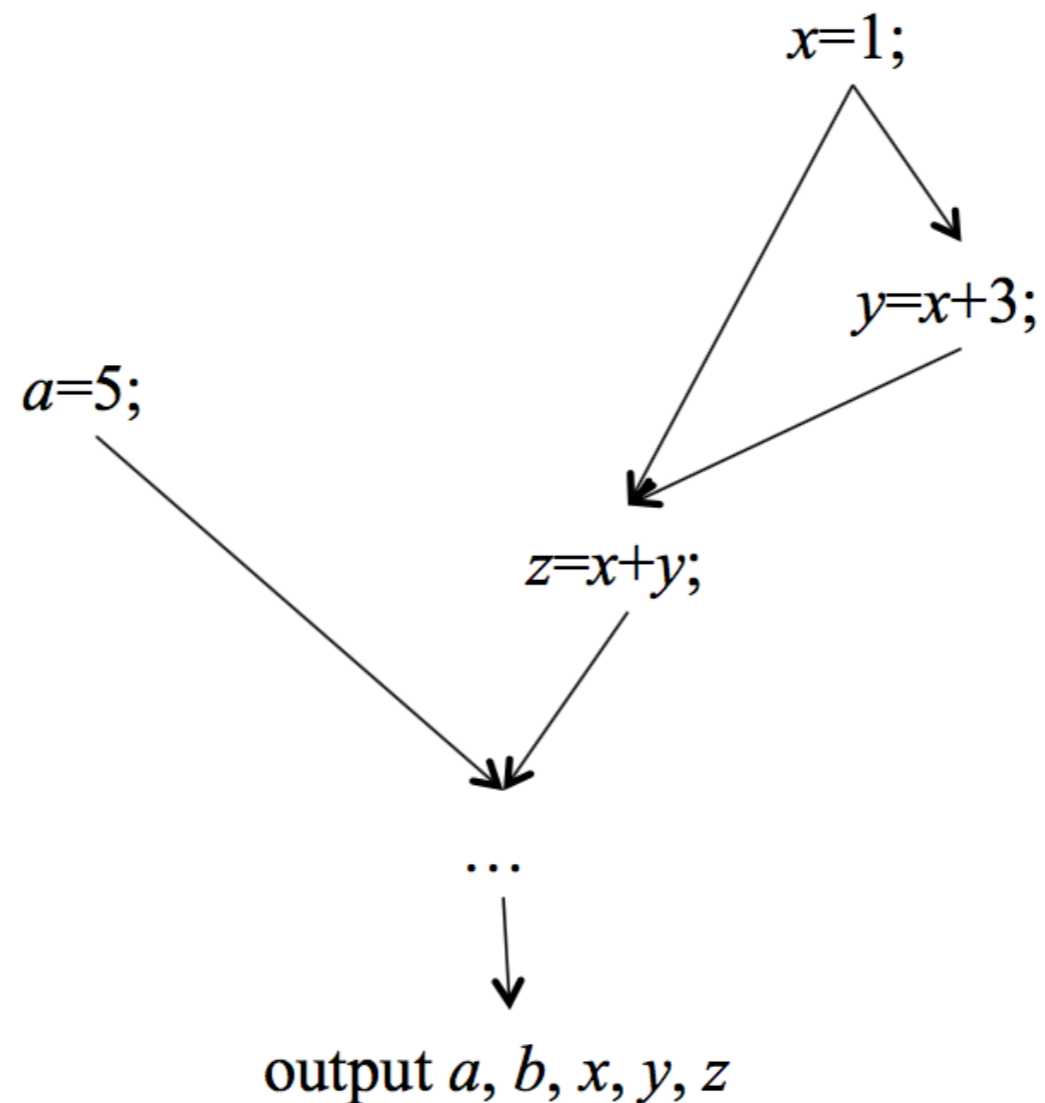 x=1;
y=x+3;
a=5;
z=x+y;
…
output a, b, x, y, z